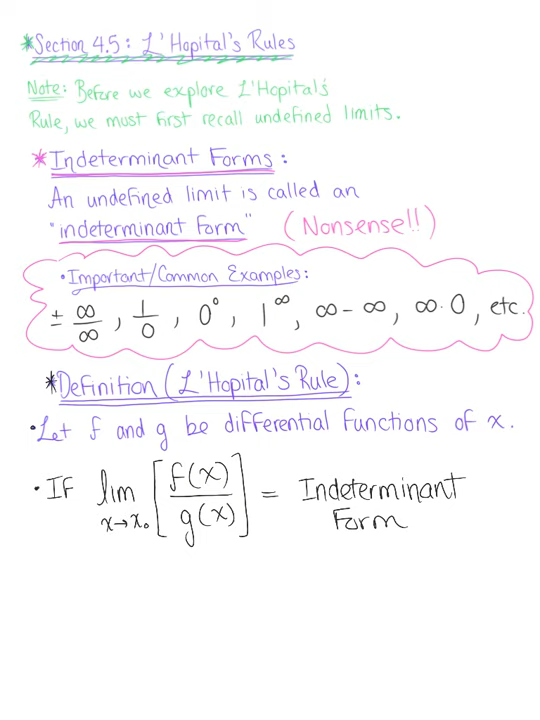 *Section 4.5: L'Hopital's Rules
Note: Before we explore L'Hopital's
Rule, we must first recall undefined limits.
*Indeterminant Forms:
An undefined limit is called an
"indeterminant form" (Nonsense!!)
•Important/Common Examples:
± ∞/∞ , 1/0 , 0⁰ , 1^∞ , ∞ - ∞ , ∞·0 , etc.
*Definition (L'Hopital's Rule):
•Let f and g be differential functions of x.
•If lim x→x₀ [f(x)/g(x)] = Indeterminant
Form